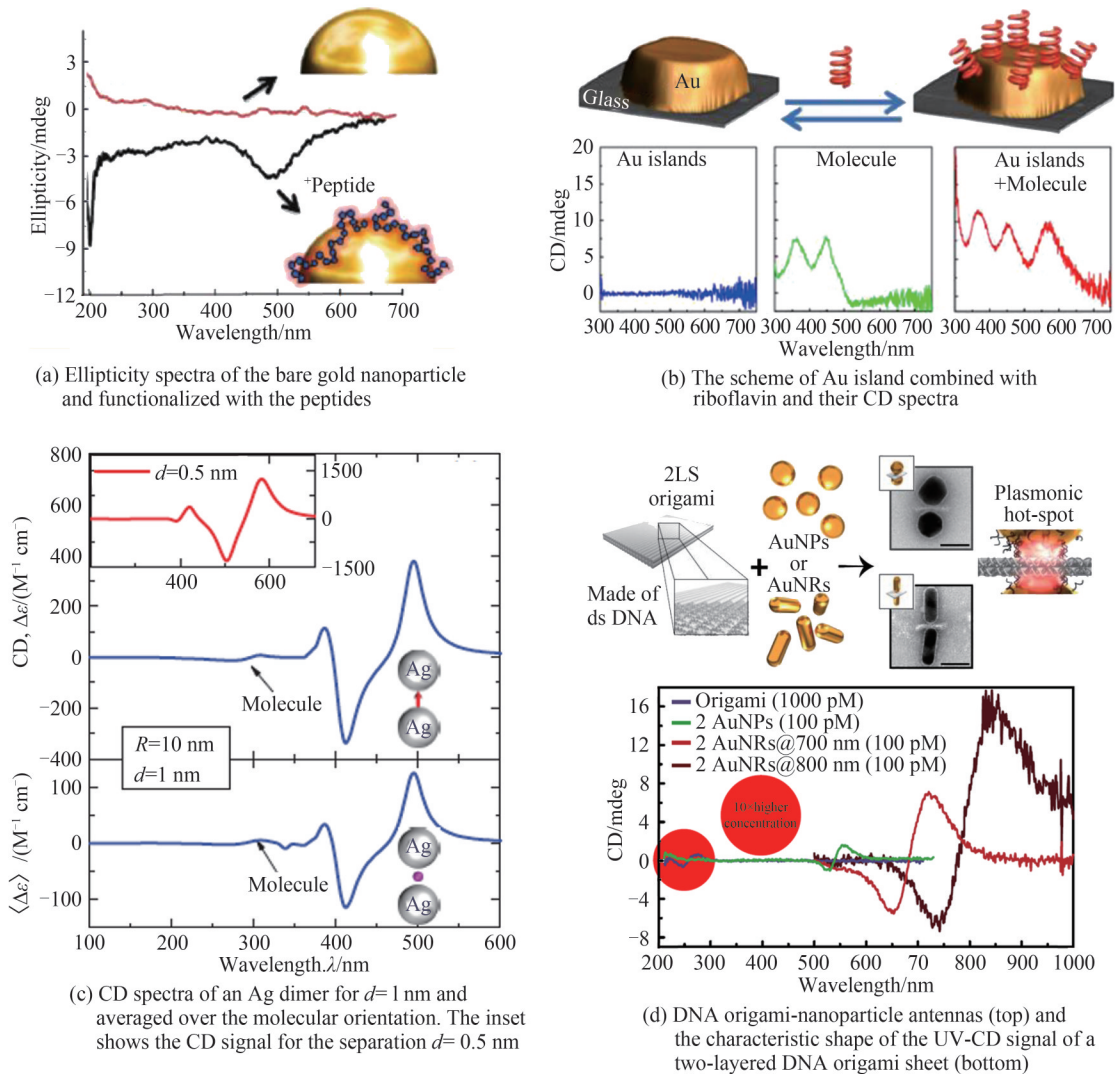 3
0
−3
−6
−9
−12
Ellipticity/mdeg
+Peptide
200 300 400 500 600 700
Wavelength/nm
(a) Ellipticity spectra of the bare gold nanoparticle
and functionalized with the peptides
Glass
Au
20
15
10
5
0
CD/mdeg
Au islands
Molecule
Au islands
+Molecule
300 400 500 600 700
300 400 500 600 700
300 400 500 600 700
Wavelength/nm
(b) The scheme of Au island combined with
riboflavin and their CD spectra
800
600
400
200
0
−200
−400
CD, Δε/(M⁻¹ cm⁻)
d=0.5 nm
1500
0
−1500
400 600
Molecule
Ag
Ag
R=10 nm
d=1 nm
100
0
−100
⟨Δε⟩ /(M⁻¹ cm⁻)
Molecule
Ag
Ag
100 200 300 400 500 600
Wavelength.λ/nm
(c) CD spectra of an Ag dimer for d= 1 nm and
averaged over the molecular orientation. The inset
shows the CD signal for the separation d= 0.5 nm
2LS
origami
Made of
ds DNA
+
AuNPs
or
AuNRs
Plasmonic
hot-spot
16
12
8
4
0
−4
−8
CD/mdeg
Origami (1000 pM)
2 AuNPs (100 pM)
2 AuNRs@700 nm (100 pM)
2 AuNRs@800 nm (100 pM)
10×higher
concentration
200 300 400 500 600 70 800 900 1000
Wavelength/nm
(d) DNA origami-nanoparticle antennas (top) and
the characteristic shape of the UV-CD signal of a
two-layered DNA origami sheet (bottom)